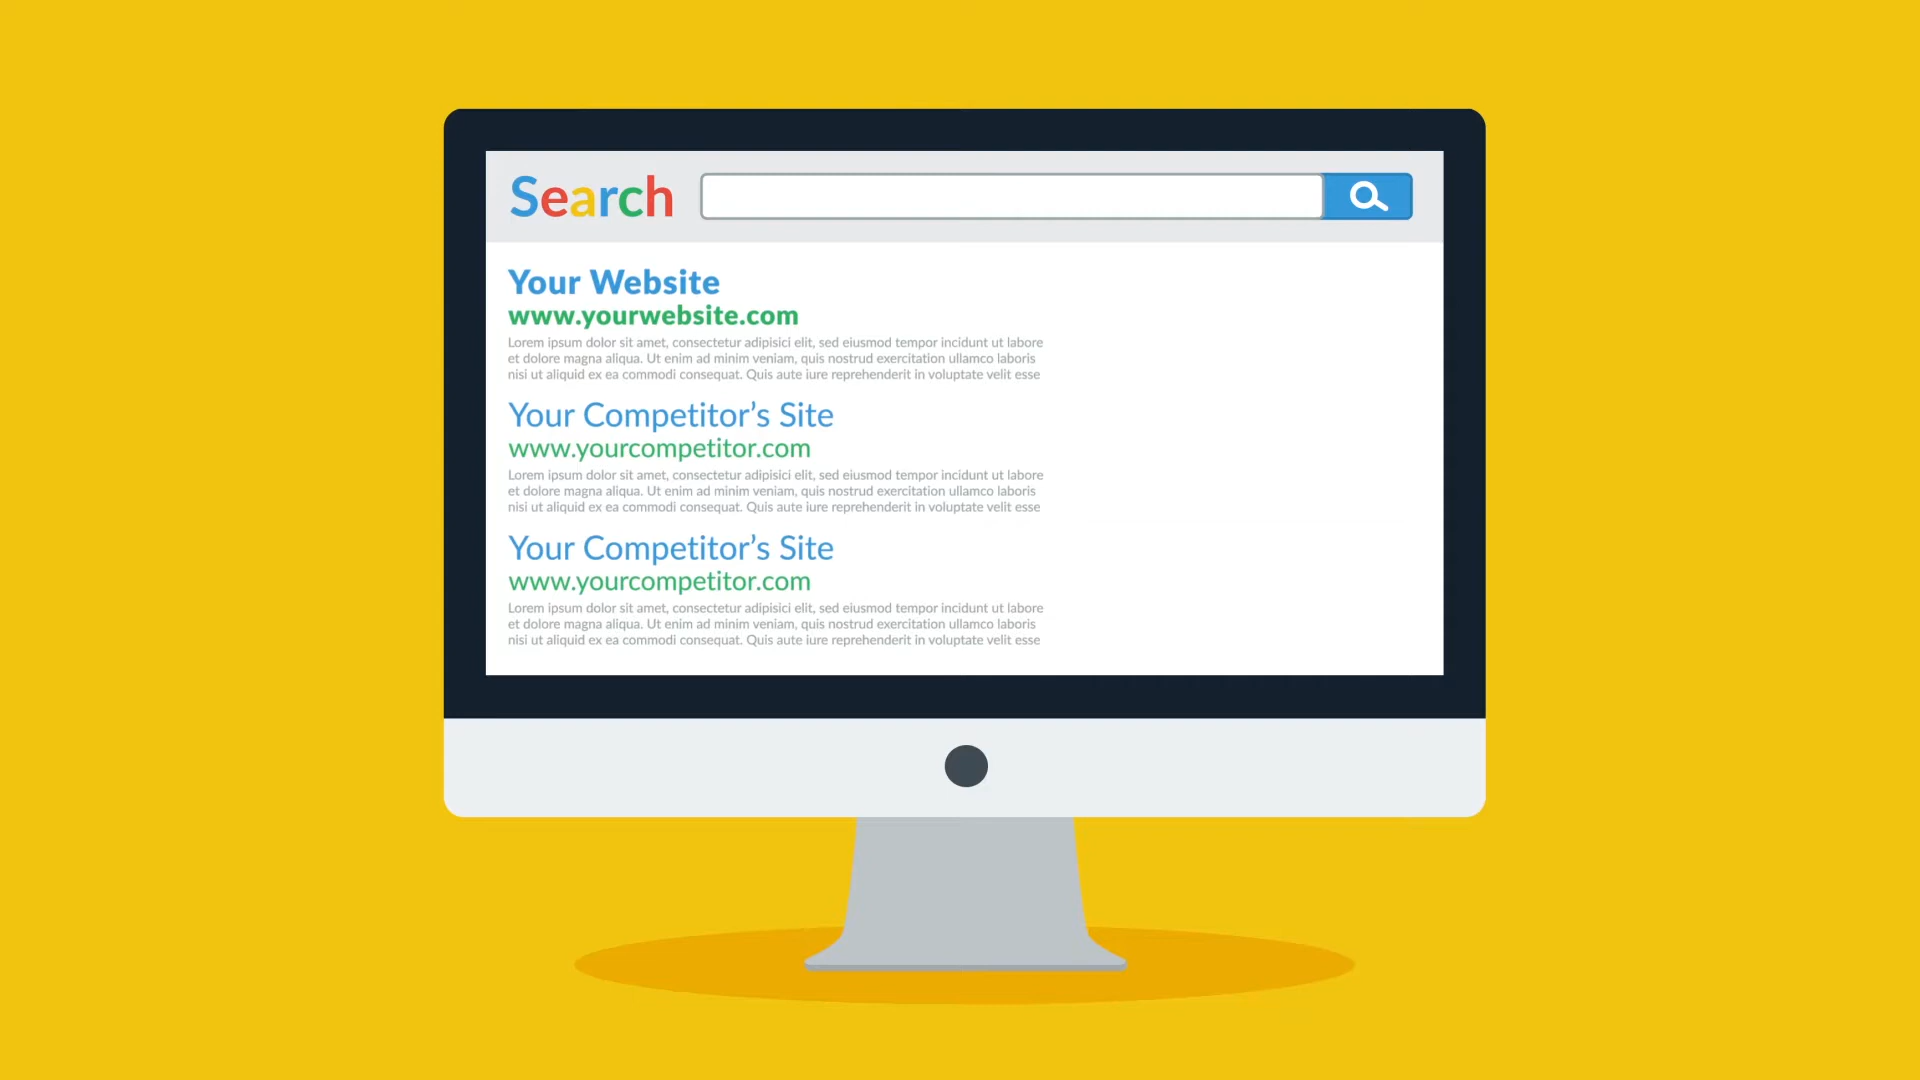 Search
Your Website
www.yourwebsite.com
Lorem ipsum dolor sit amet, consectetur adipisici elit, sed eiusmod tempor incidunt ut labore
et dolore magna aliqua. Ut enim ad minim veniam, quis nostrud exercitation ullamco laboris
nisi ut aliquid ex ea commodi consequat. Quis aute iure reprehenderit in voluptate velit esse
Your Competitor’s Site
www.yourcompetitor.com
Lorem ipsum dolor sit amet, consectetur adipisici elit, sed eiusmod tempor incidunt ut labore
et dolore magna aliqua. Ut enim ad minim veniam, quis nostrud exercitation ullamco laboris
nisi ut aliquid ex ea commodi consequat. Quis aute iure reprehenderit in voluptate velit esse
Your Competitor’s Site
www.yourcompetitor.com
Lorem ipsum dolor sit amet, consectetur adipisici elit, sed eiusmod tempor incidunt ut labore
et dolore magna aliqua. Ut enim ad minim veniam, quis nostrud exercitation ullamco laboris
nisi ut aliquid ex ea commodi consequat. Quis aute iure reprehenderit in voluptate velit esse